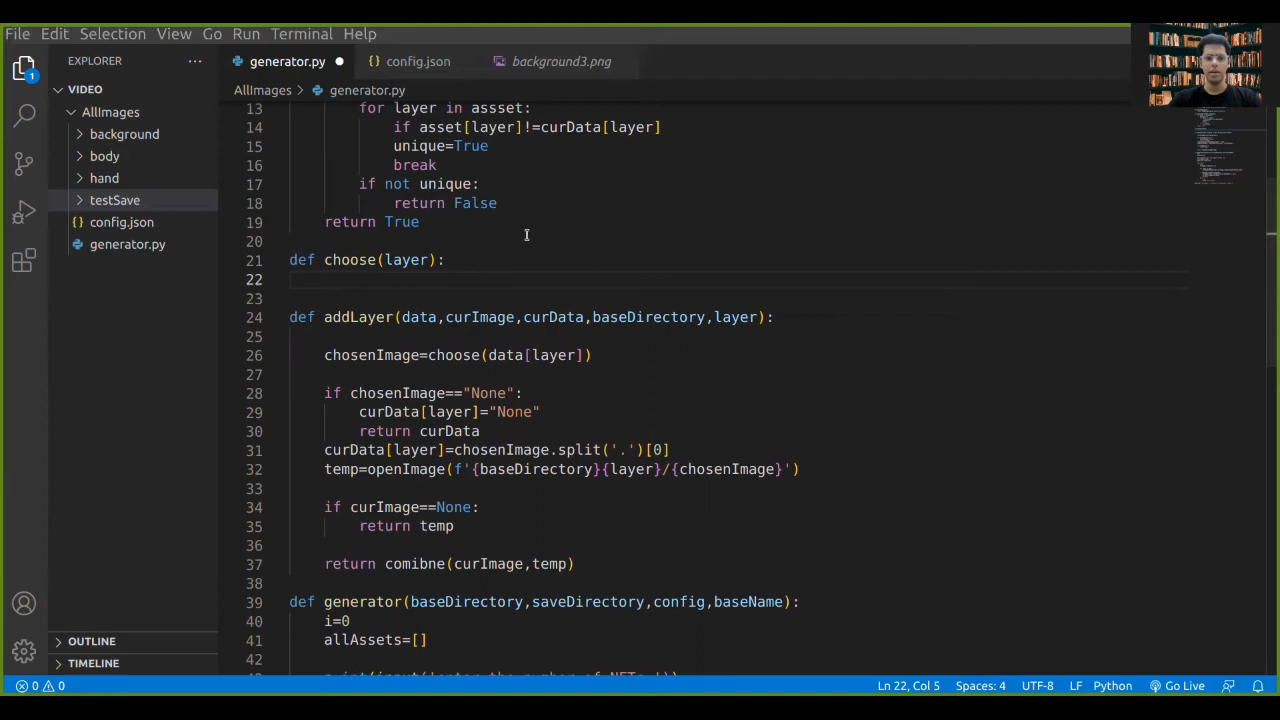 File Edit Selection View Go Run Terminal Help
EXPLORER ···
generator.py
{} config.json
background3.png
1
VIDEO
AllImages > generator.py
AllImages
background
body
hand
testSave
{} config.json
generator.py
13 for layer in assset:
14 if asset[layer]!=curData[layer]
15 unique=True
16 break
17 if not unique:
18 return False
19 return True
20
21 def choose(layer):
22
23
24 def addLayer(data,curImage,curData,baseDirectory,layer):
25
26 chosenImage=choose(data[layer])
27
28 if chosenImage=="None":
29 curData[layer]="None"
30 return curData
31 curData[layer]=chosenImage.split('.')[0]
32 temp=openImage(f'{baseDirectory}{layer}/{chosenImage}')
33
34 if curImage==None:
35 return temp
36
37 return comibne(curImage,temp)
38
39 def generator(baseDirectory,saveDirectory,config,baseName):
40 i=0
41 allAssets=[]
42
OUTLINE
TIMELINE
0 0
Ln 22, Col 5 Spaces: 4 UTF-8 LF Python Go Live